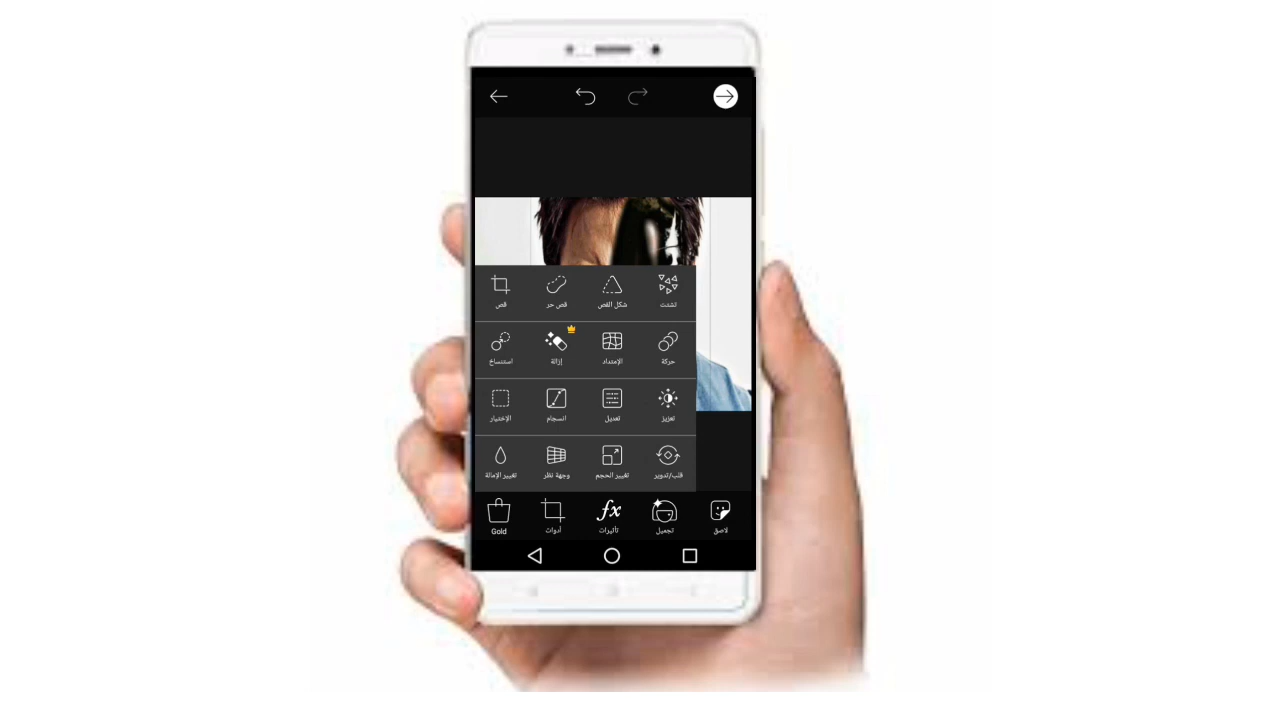 تشتت شكل القص قص حر قص
حركة الإمتداد إزالة استنساخ
تعزيز تعديل انسجام الإختيار
قلب/تدوير تغيير الحجم وجهة نظر تغيير الإمالة
لاصق تجميل تأثيرات أدوات Gold